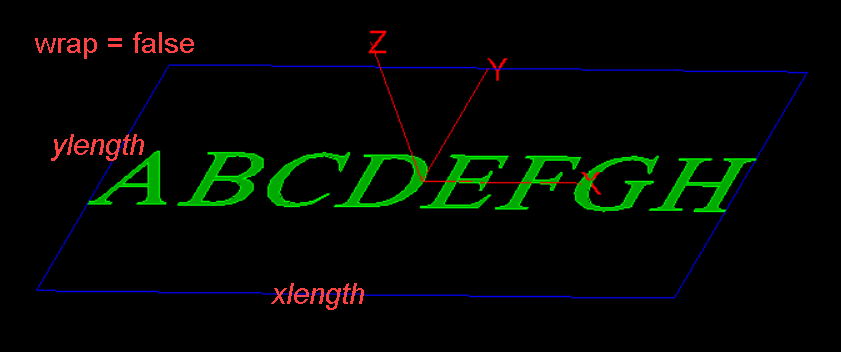 wrap = false
Z
Y
ylength
ABCDEFGH
X
xlength